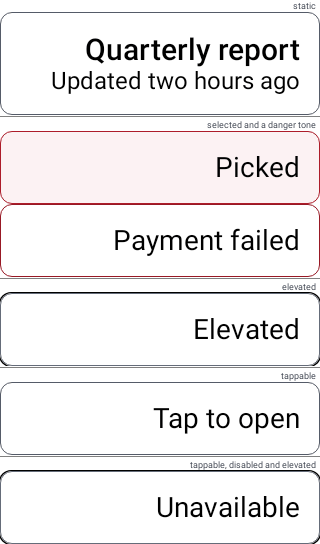 static
Quarterly report
Updated two hours ago
selected and a danger tone
Picked
Payment failed
elevated
Elevated
tappable
Tap to open
tappable, disabled and elevated
Unavailable